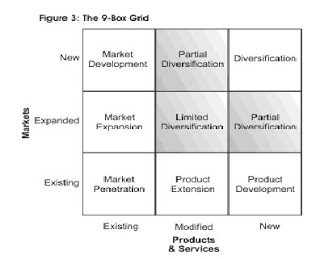 Figure 3: The 9-Box Grid
New
Market
Development
Partial
Diversification
Diversification
Markets
Expanded
Market
Expansion
Limited
Diversification
Partial
Diversification
Existing
Market
Penetration
Product
Extension
Product
Development
Existing
Modified
New
Products
& Services